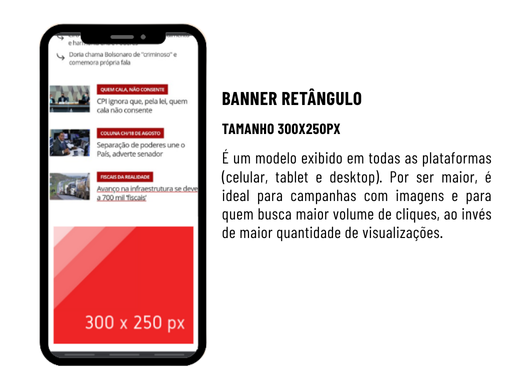 e
Doria chama Bolsonaro de "criminoso" e
comemora própria fala
QUEM CALA, NÃO CONSENTE
CPI ignora que, pela lei, quem
cala não consente
COLUNA CH/18 DE AGOSTO
Separação de poderes une o
País, adverte senador
FISCAIS DA REALIDADE
Avanço na infraestrutura se deve
a 700 mil 'fiscais'
300 x 250 px
BANNER RETÂNGULO
TAMANHO 300X250PX
É um modelo exibido em todas as plataformas
(celular, tablet e desktop). Por ser maior, é
ideal para campanhas com imagens e para
quem busca maior volume de cliques, ao invés
de maior quantidade de visualizações.